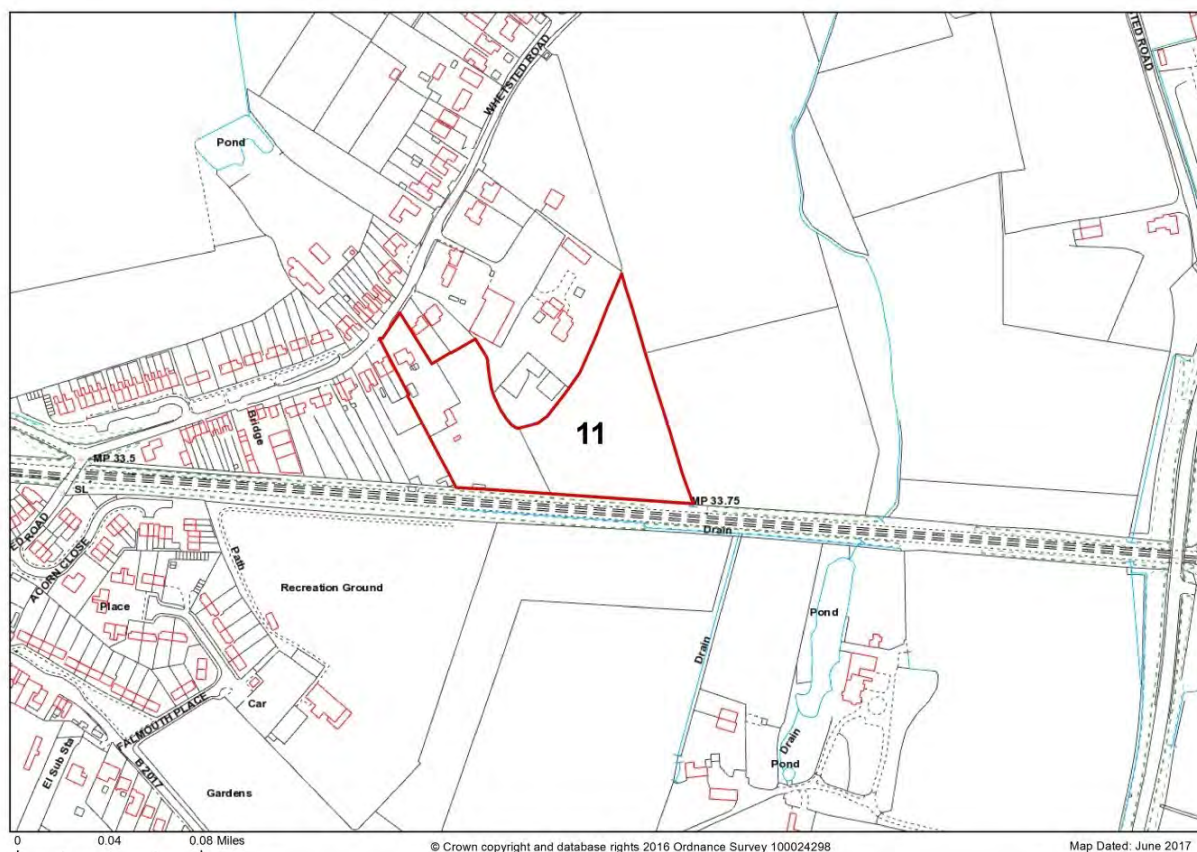 WHETSTED ROAD
STED ROAD
Pond
Bridge
11
MP 33.5
SL
MP 33.75
Drain
ED ROAD
ACORN CLOSE
Path
Recreation Ground
Place
Pond
Drain
Car
FALMOUTH PLACE
Drain
El Sub Sta
B 2017
Pond
Gardens
0 0.04 0.08 Miles
© Crown copyright and database rights 2016 Ordnance Survey 100024298
Map Dated: June 2017